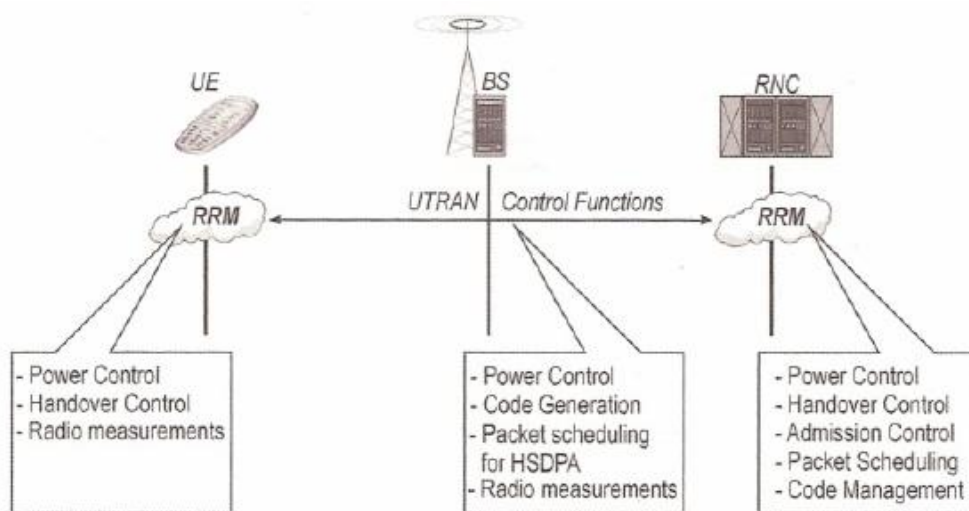 UE
BS
RNC
UTRAN Control Functions
RRM
RRM
- Power Control
- Handover Control
- Radio measurements
- Power Control
- Code Generation
- Packet scheduling
for HSDPA
- Radio measurements
- Power Control
- Handover Control
- Admission Control
- Packet Scheduling
- Code Management